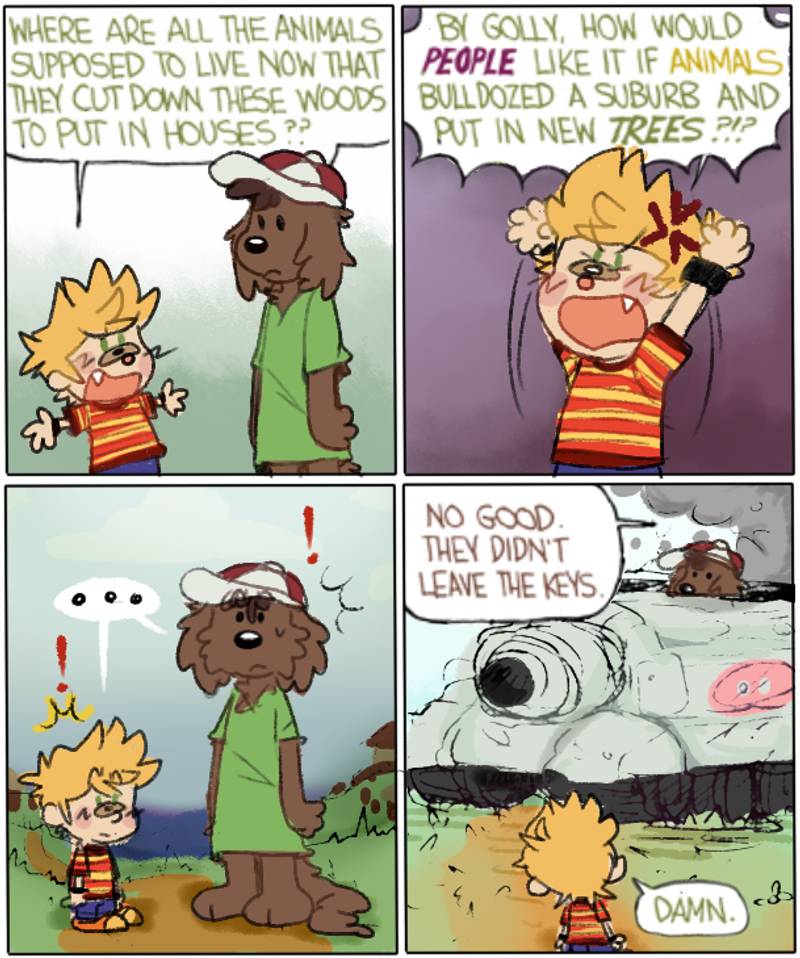 WHERE ARE ALL THE ANIMALS
SUPPOSED TO LIVE NOW THAT
THEY CUT DOWN THESE WOODS
TO PUT IN HOUSES ??
BY GOLLY, HOW WOULD
PEOPLE LIKE IT IF ANIMALS
BULLDOZED A SUBURB AND
PUT IN NEW TREES ?!?
!
...
!
NO GOOD.
THEY DIDN'T
LEAVE THE KEYS.
DAMN.